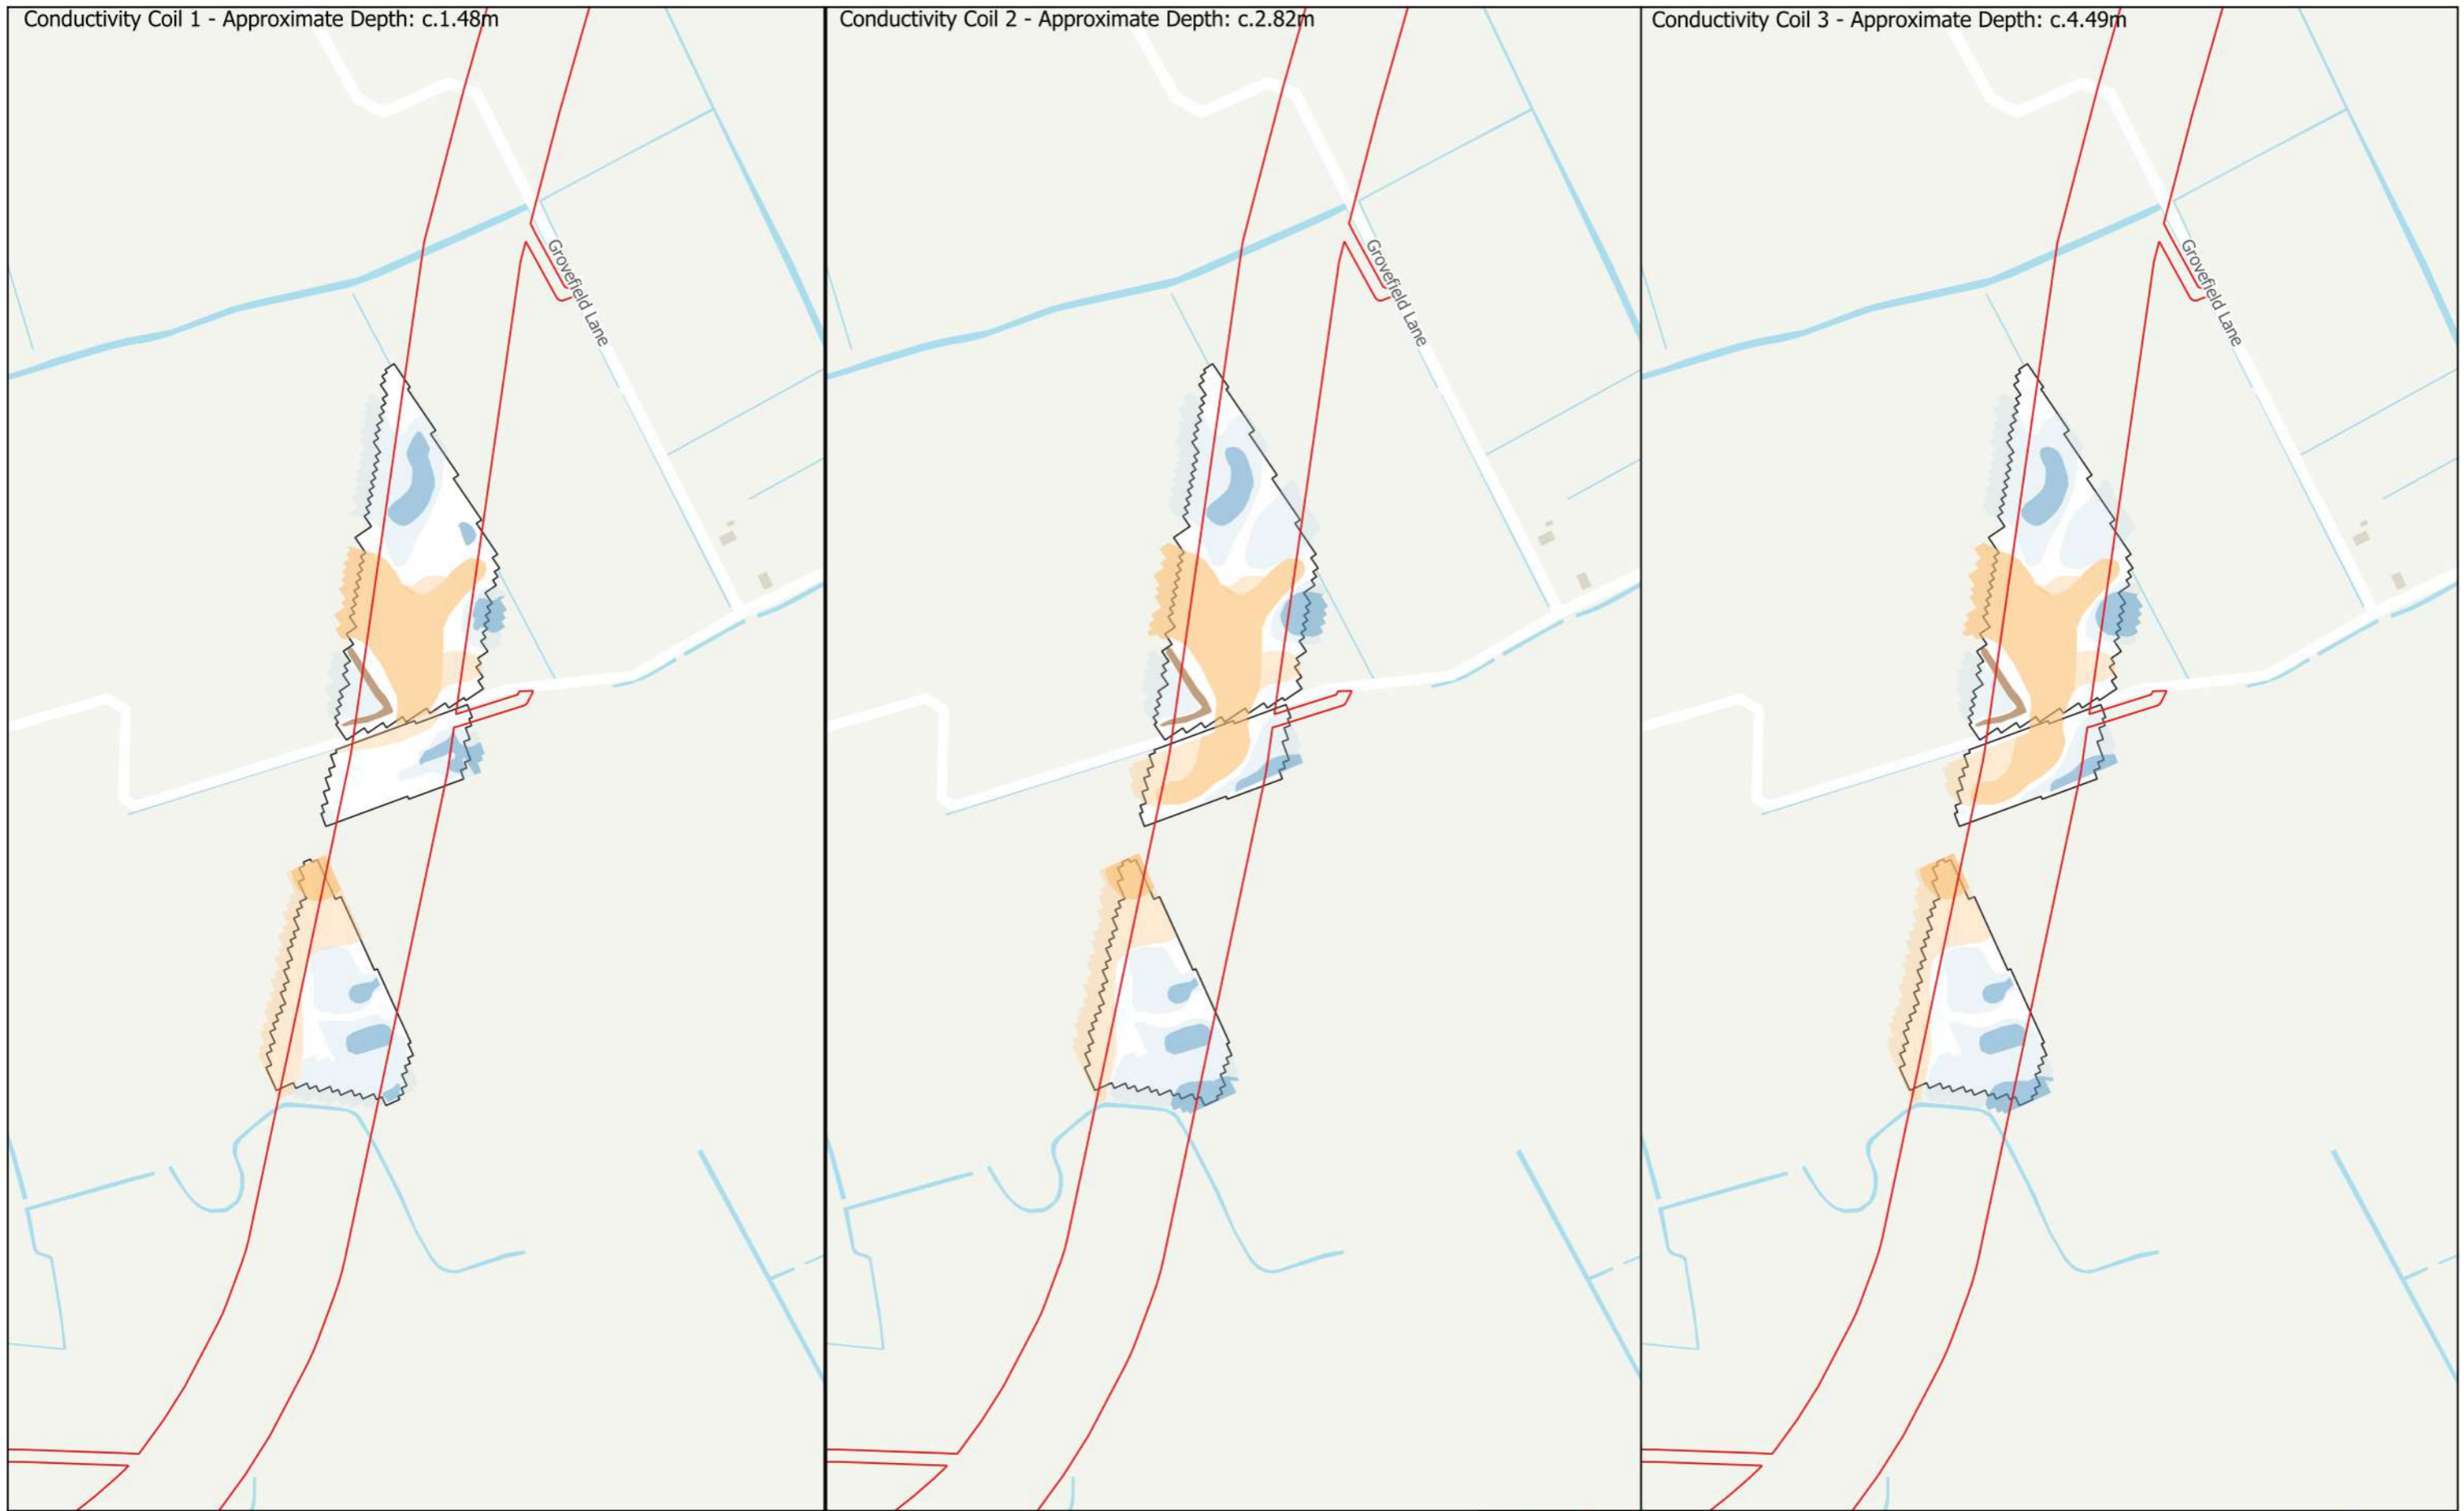 Conductivity Coil 1 - Approximate Depth: c.1.48m
Grovefield Lane
Conductivity Coil 2 - Approximate Depth: c.2.82m
Grovefield Lane
Conductivity Coil 3 - Approximate Depth: c.4.49m
Grovefield Lane